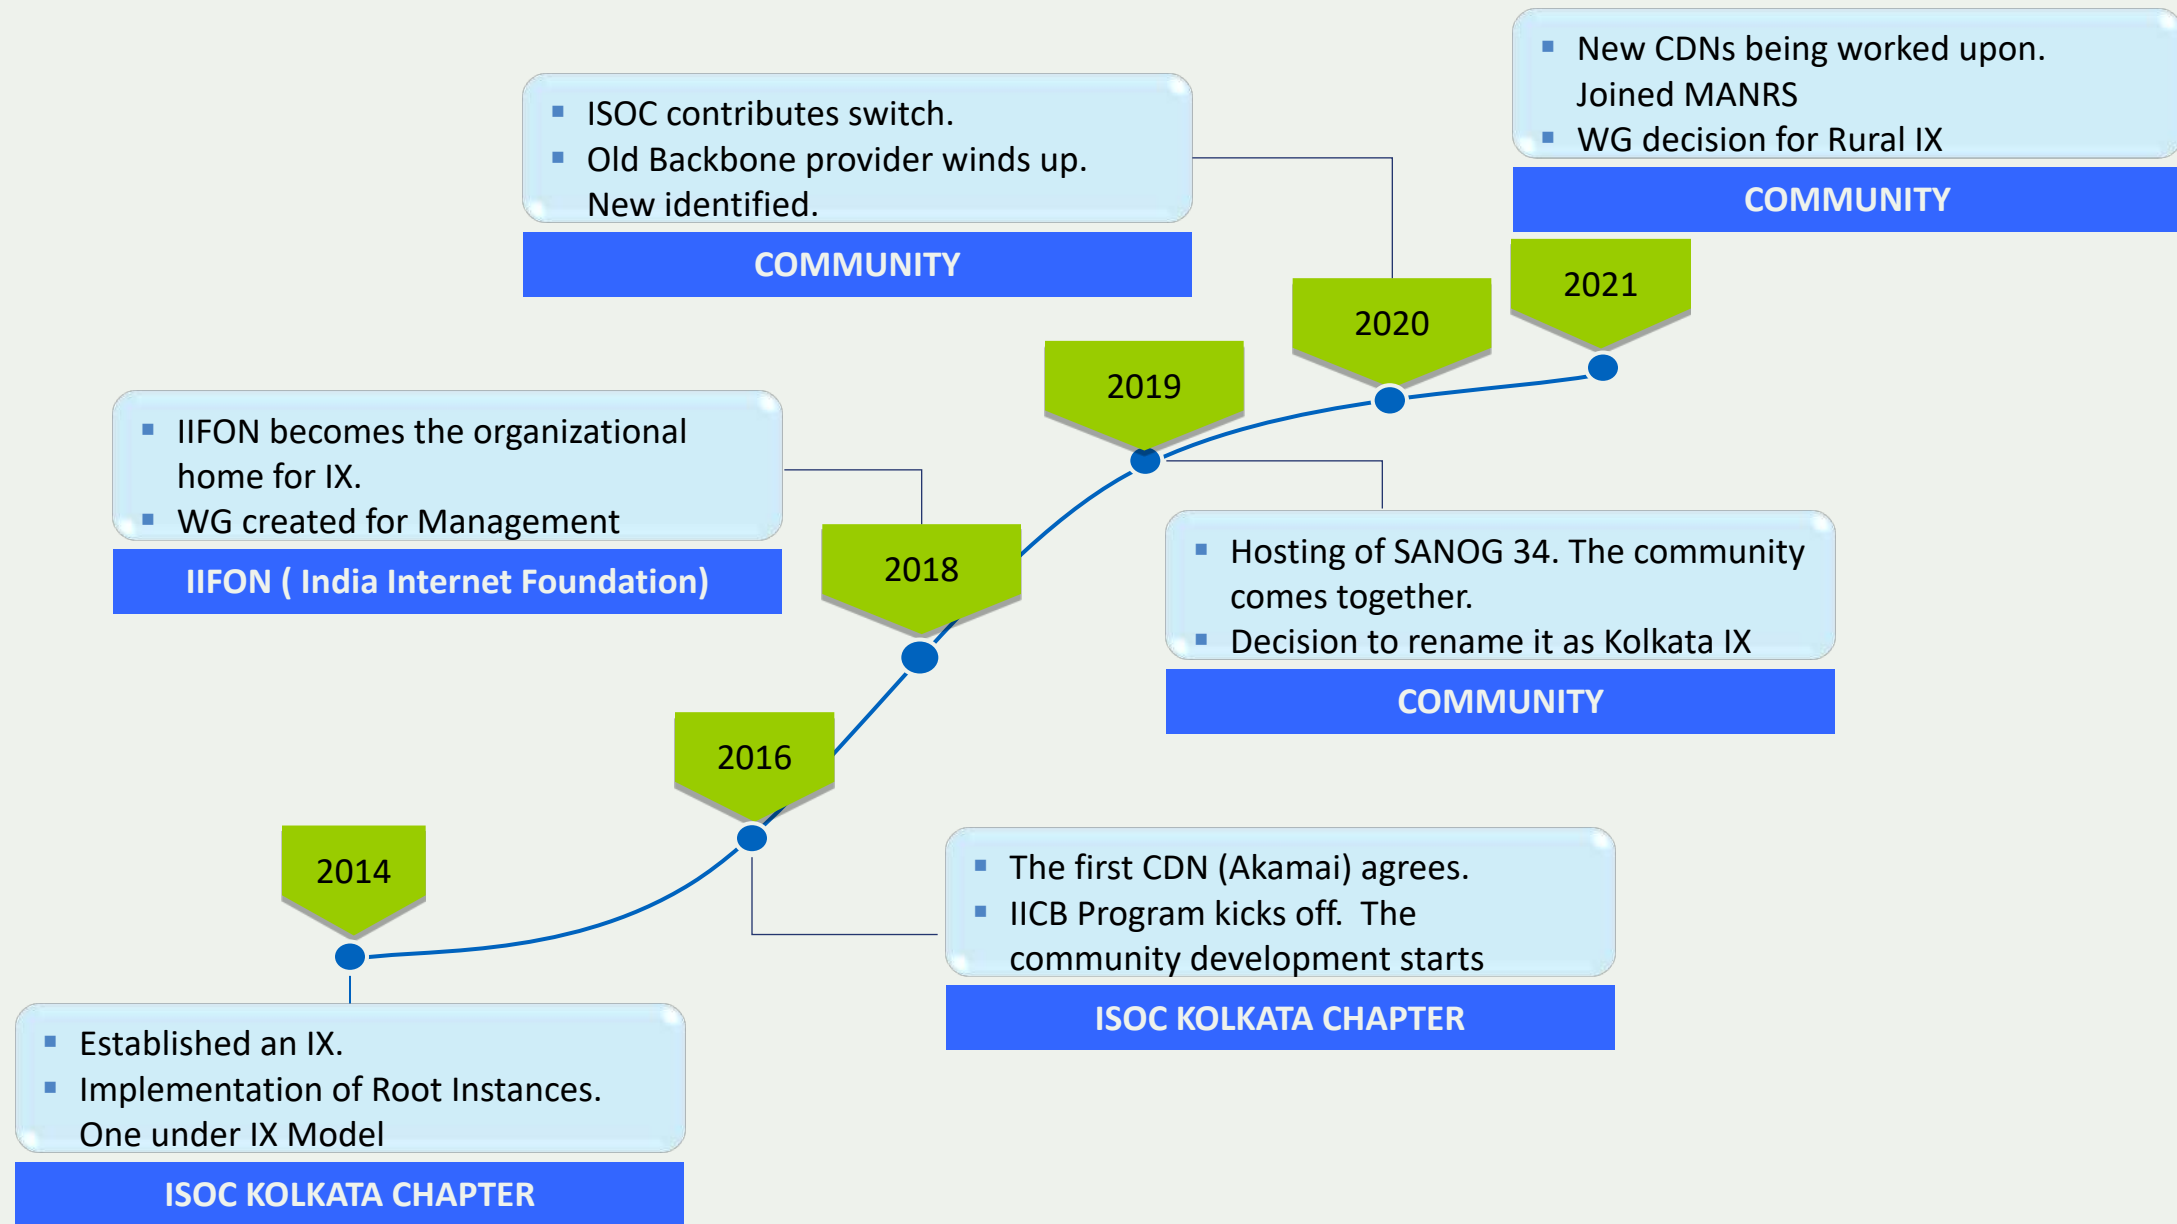 New CDNs being worked upon.
Joined MANRS
WG decision for Rural IX
COMMUNITY
2021
ISOC contributes switch.
Old Backbone provider winds up.
New identified.
COMMUNITY
2020
2019
Hosting of SANOG 34. The community
comes together.
Decision to rename it as Kolkata IX
COMMUNITY
IIFON becomes the organizational
home for IX.
WG created for Management
IIFON ( India Internet Foundation)
2018
2016
The first CDN (Akamai) agrees.
IICB Program kicks off.  The
community development starts
ISOC KOLKATA CHAPTER
2014
Established an IX.
Implementation of Root Instances.
One under IX Model
ISOC KOLKATA CHAPTER